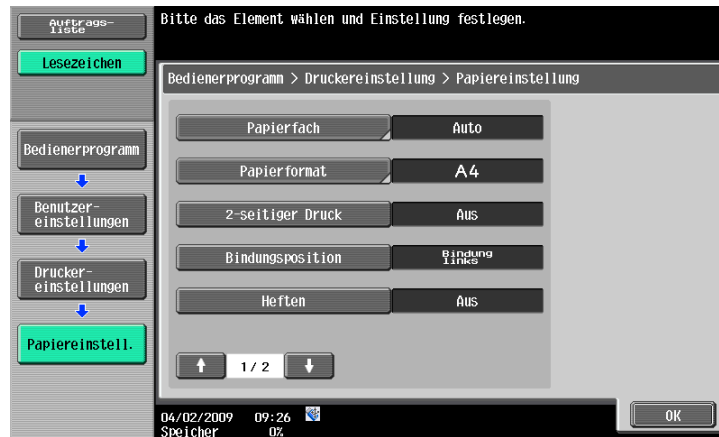 Auftrags-
liste
Bitte das Element wählen und Einstellung festlegen.
Lesezeichen
Bedienerprogramm > Druckereinstellung > Papiereinstellung
Papierfach Auto
Bedienerprogramm
Papierformat A4
Benutzer-
einstellungen
2-seitiger Druck Aus
Bindungsposition Bindung
links
Drucker-
einstellungen
Heften Aus
Papiereinstell.
1/2
04/02/2009 09:26
Speicher 0%
OK